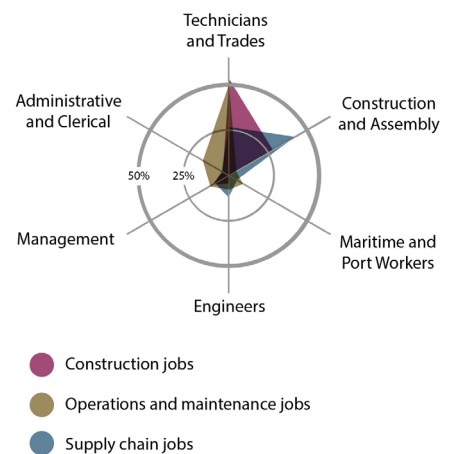 Technicians
and Trades
Administrative
and Clerical
Construction
and Assembly
50%
25%
Management
Maritime and
Port Workers
Engineers
Construction jobs
Operations and maintenance jobs
Supply chain jobs